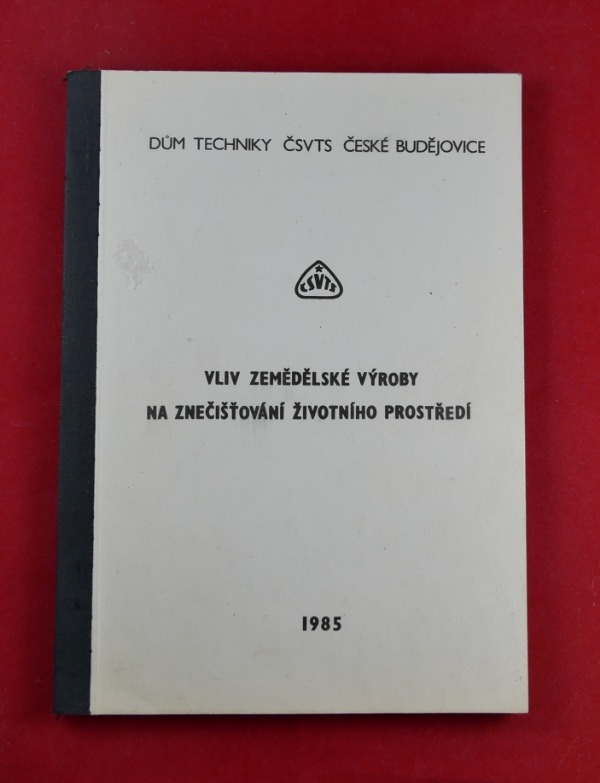 DŮM TECHNIKY ČSVTS ČESKÉ BUDĚJOVICE
ČSVTS
VLIV ZEMĚDĚLSKÉ VÝROBY
NA ZNEČIŠŤOVÁNÍ ŽIVOTNÍHO PROSTŘEDÍ
1985